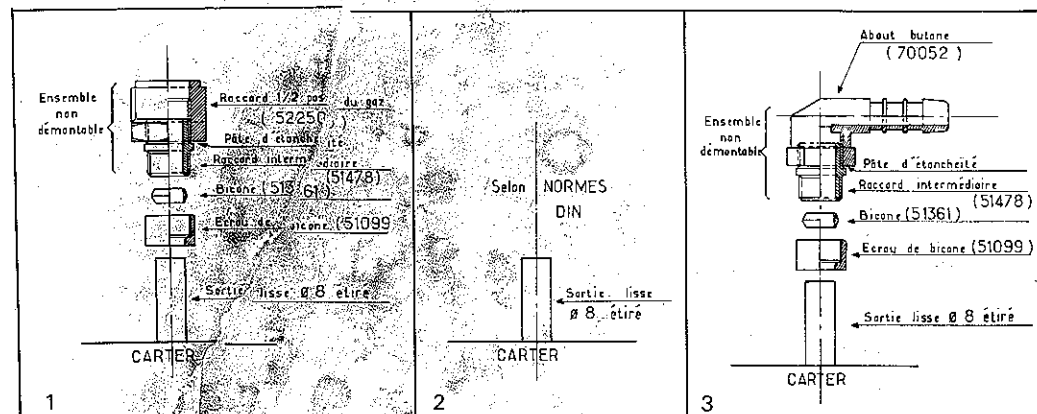 Ensemble
non
démontable
Raccord 1/2 pas du gaz
(52250)
Pâte d'étanchéité
Raccord intermédiaire
(51478)
Bicone (51361)
Ecrou de bicone (51099
Sortie lisse Ø 8 étiré
CARTER
1
Selon NORMES
DIN
Sortie lisse
Ø 8 étiré
CARTER
2
About butane
(70052)
Ensemble
non
démontable
Pâte d'étancheité
Raccord intermédiaire
(51478)
Bicone (51361)
Ecrou de bicone (51099)
Sortie lisse Ø 8 étiré
CARTER
3